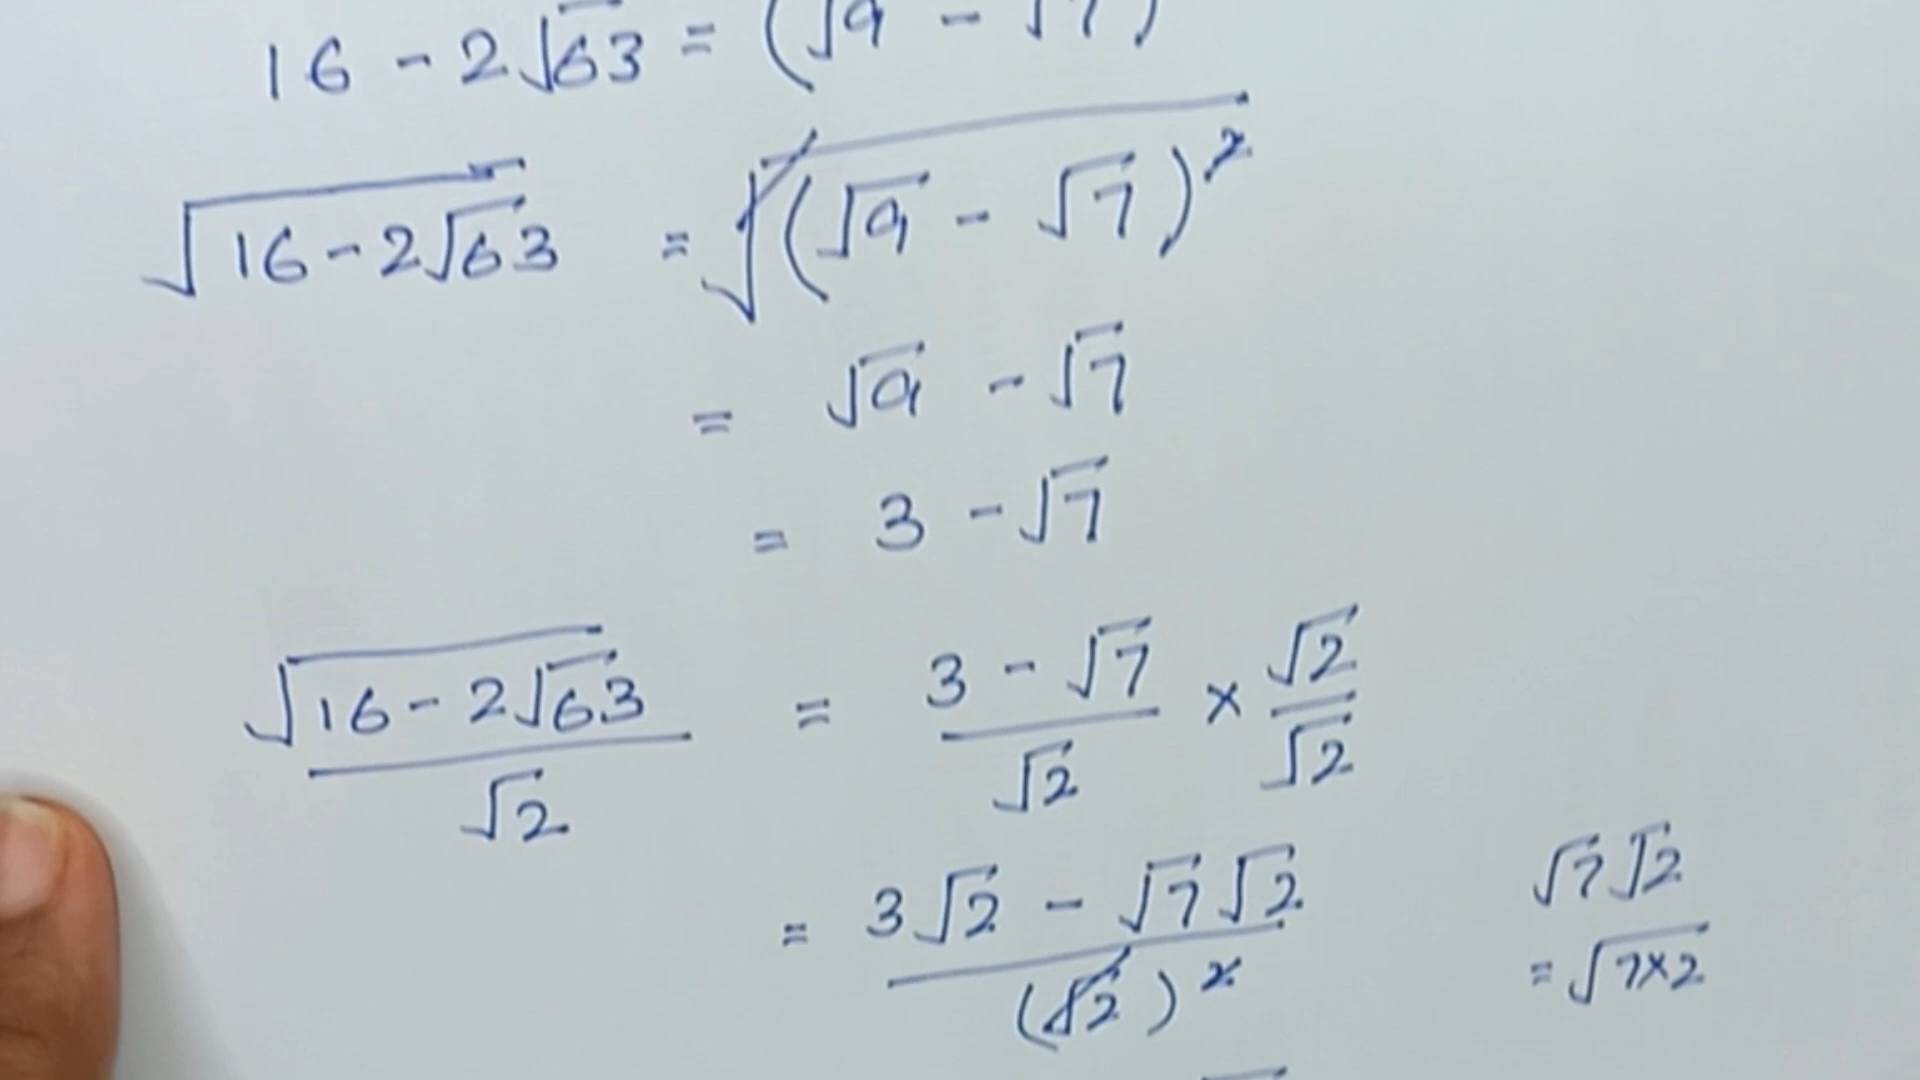 16 - 2√63 = (√9 - √7)
√(16 - 2√63) = √((√9 - √7)²)
= √9 - √7
= 3 - √7
√(16 - 2√63) / √2 = (3 - √7) / √2 × √2 / √2
= (3√2 - √7√2) / (√2)²
√7√2
= √(7×2)